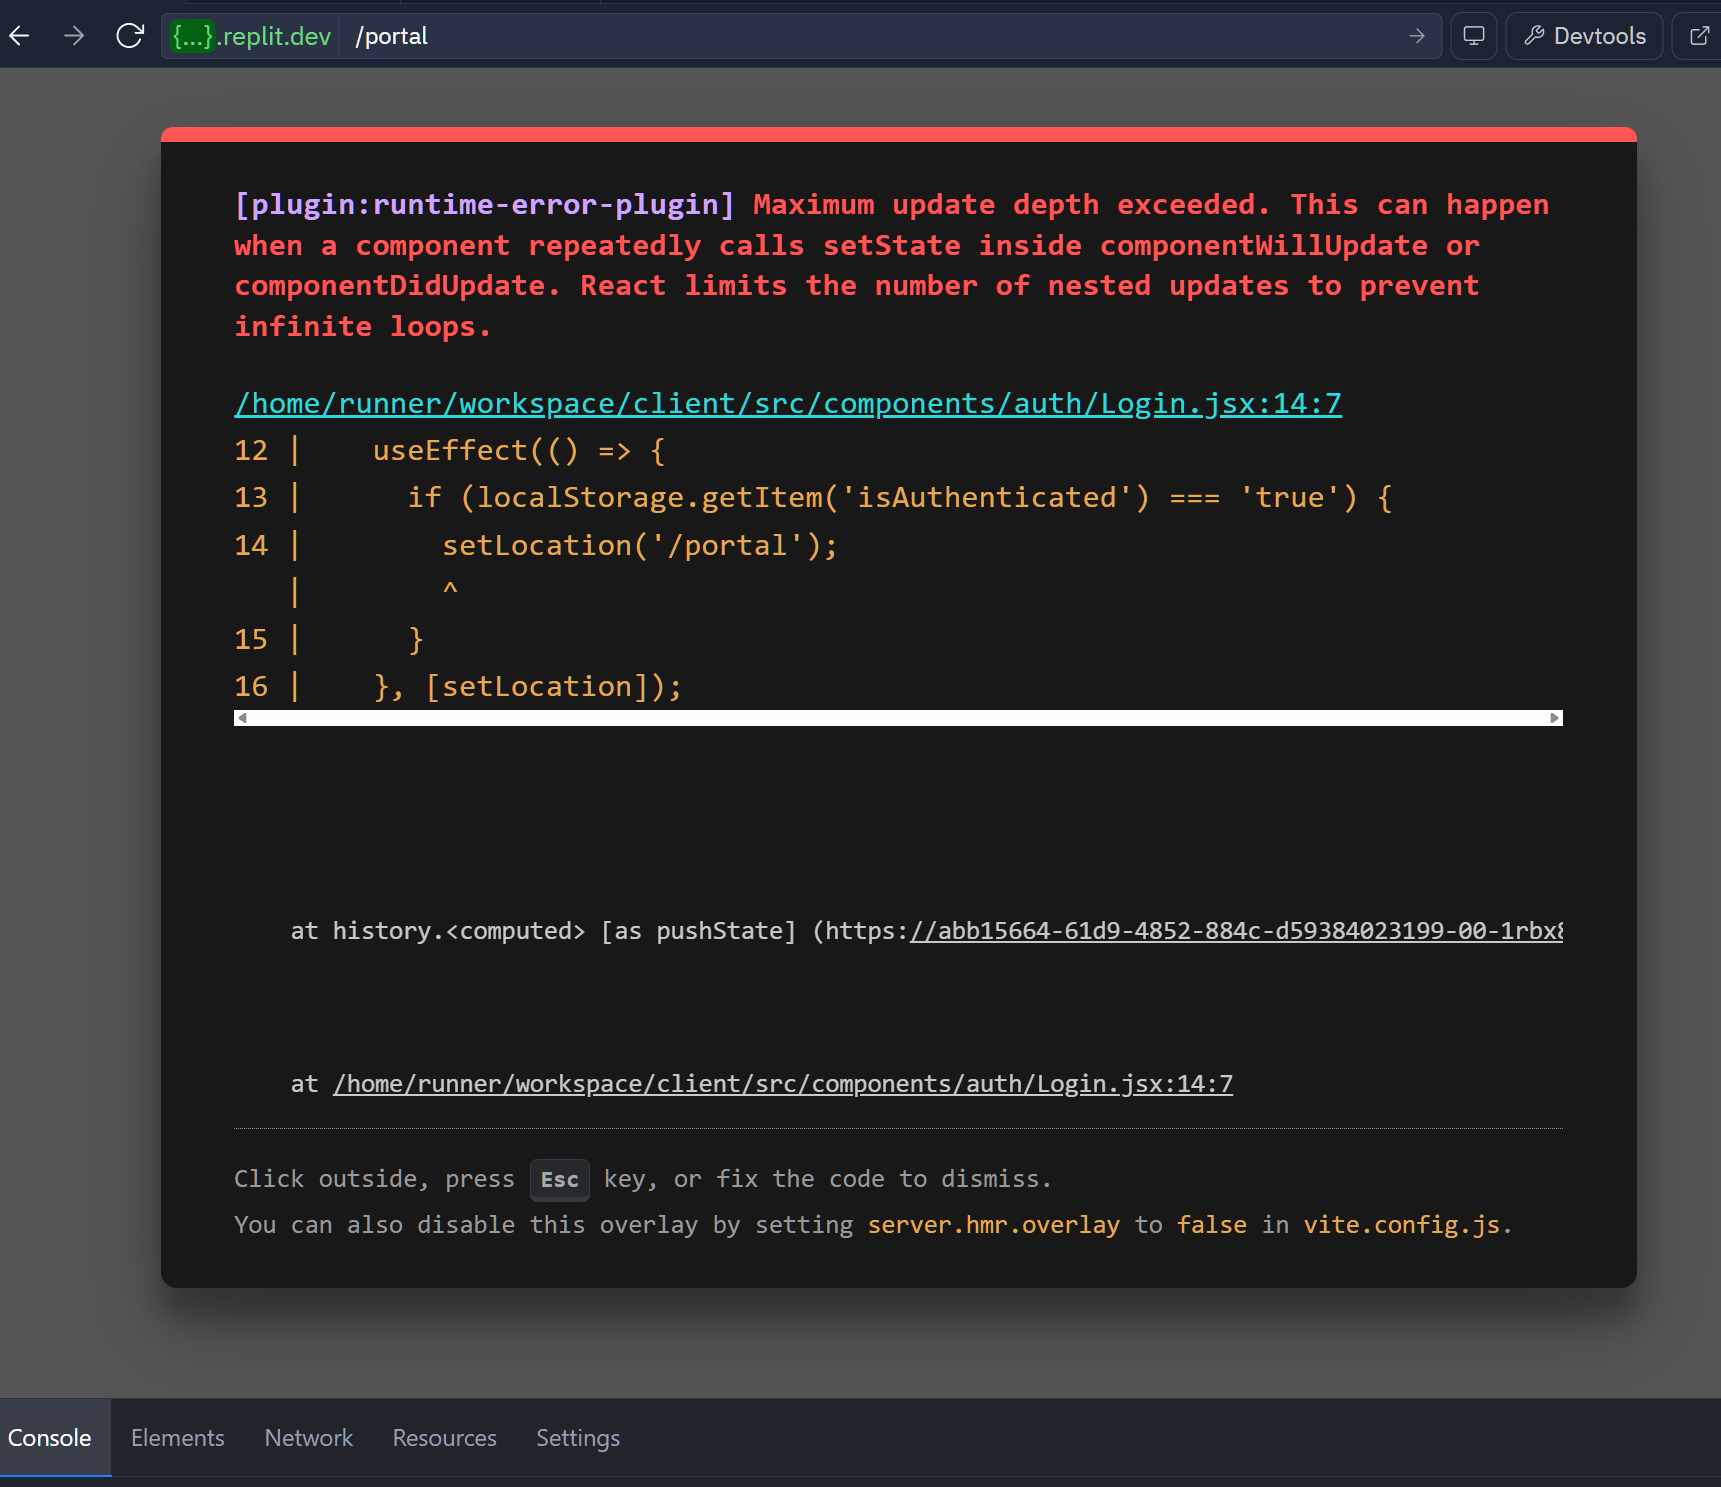 {...}.replit.dev /portal Devtools
[plugin:runtime-error-plugin] Maximum update depth exceeded. This can happen
when a component repeatedly calls setState inside componentWillUpdate or
componentDidUpdate. React limits the number of nested updates to prevent
infinite loops.
/home/runner/workspace/client/src/components/auth/Login.jsx:14:7
12 |    useEffect(() => {
13 |      if (localStorage.getItem('isAuthenticated') === 'true') {
14 |        setLocation('/portal');
   |        ^
15 |      }
16 |    }, [setLocation]);
at history.<computed> [as pushState] (https://abb15664-61d9-4852-884c-d59384023199-00-1rbx8
at /home/runner/workspace/client/src/components/auth/Login.jsx:14:7
Click outside, press Esc key, or fix the code to dismiss.
You can also disable this overlay by setting server.hmr.overlay to false in vite.config.js.
Console Elements Network Resources Settings